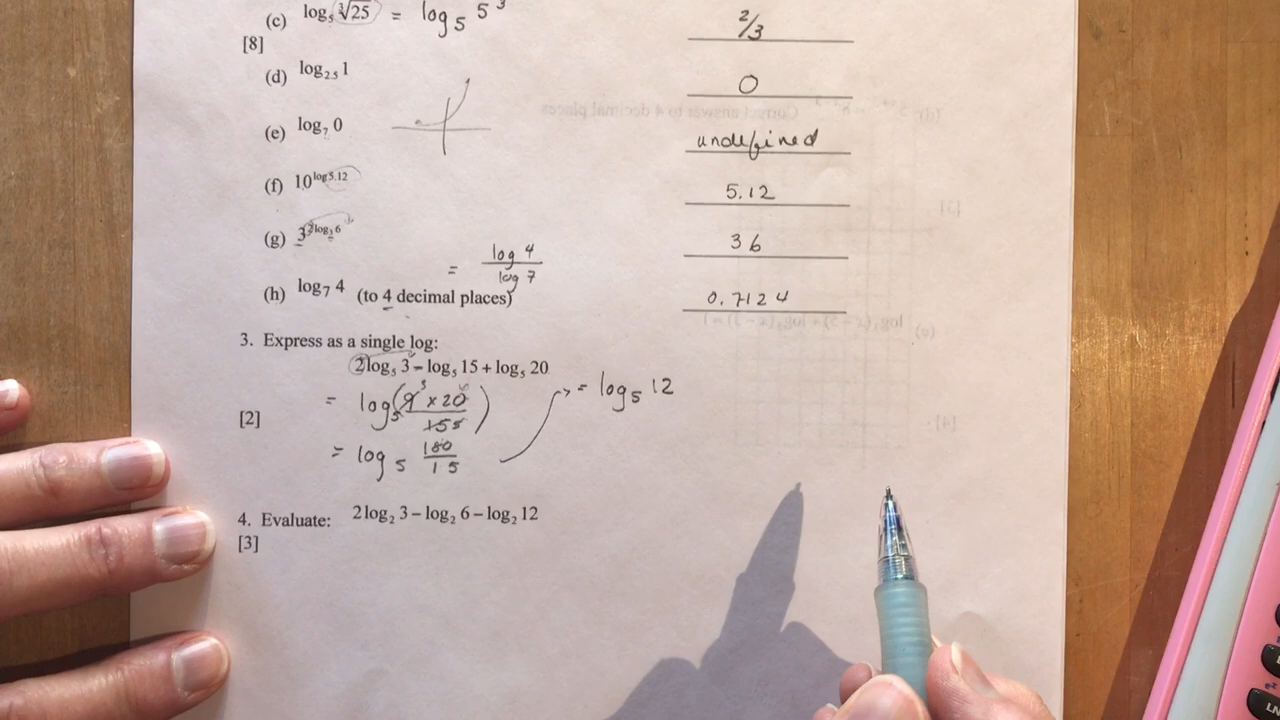 (c) log₅ ∛25 = log₅ 5³ 2/3
[8]
(d) log₂.₅ 1 0
(e) log₇ 0 undefined
(f) 10^(log 5.12) 5.12
(g) 3^(2log₃ 6) 36
(h) log₇ 4 (to 4 decimal places) = log 4 / log 7 0.7124
3. Express as a single log:
2log₅ 3 − log₅ 15 + log₅ 20
= log₅(9 × 20 / 15) = log₅ 12
[2]
= log₅ 180/15
4. Evaluate: 2log₂ 3 − log₂ 6 − log₂ 12
[3]